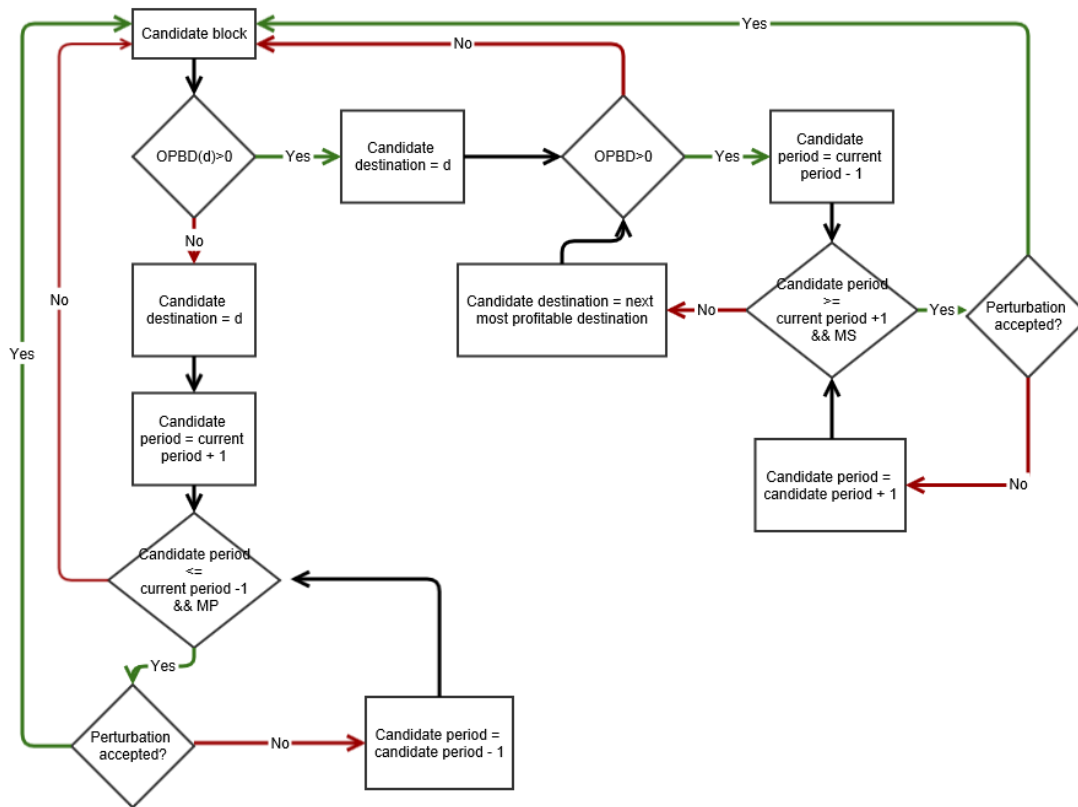 Candidate block
Yes
No
OPBD(d)>0
Yes
Candidate
destination = d
OPBD>0
Yes
Candidate
period = current
period - 1
No
Candidate
destination = d
No
Candidate destination = next
most profitable destination
No
Candidate period
>=
current period +1
&& MS
Yes
Perturbation
accepted?
Yes
Candidate
period = current
period + 1
Candidate period =
candidate period + 1
No
Candidate period
<=
current period -1
&& MP
Yes
Perturbation
accepted?
No
Candidate period =
candidate period - 1